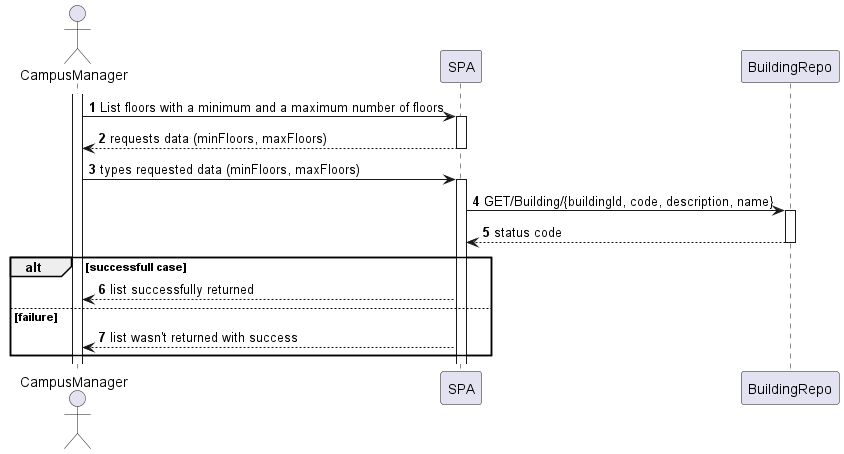 CampusManager
SPA
BuildingRepo
1 List floors with a minimum and a maximum number of floors
2 requests data (minFloors, maxFloors)
3 types requested data (minFloors, maxFloors)
4 GET/Building/{buildingId, code, description, name}
5 status code
alt [successfull case]
6 list successfully returned
[failure]
7 list wasn't returned with success
CampusManager
SPA
BuildingRepo